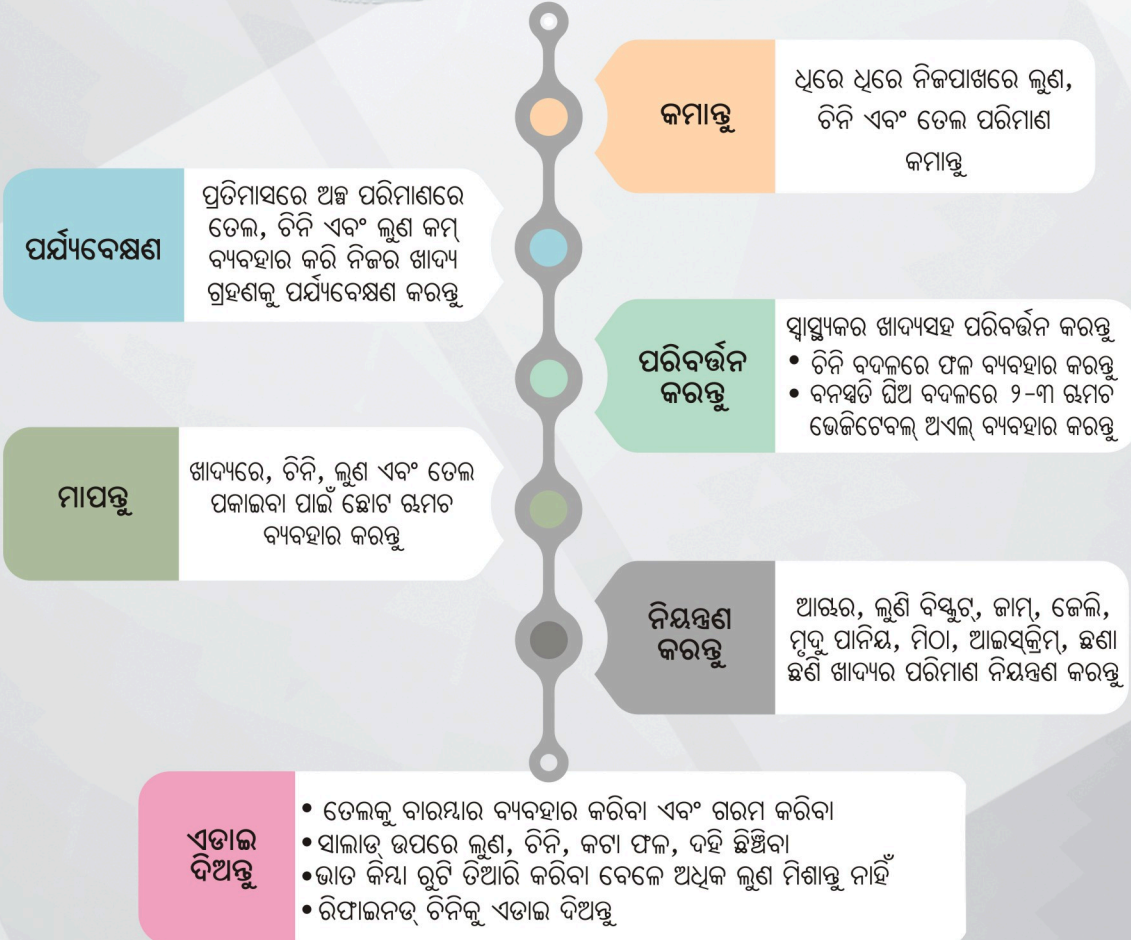 କମାନ୍ତୁ
ଧିରେ ଧିରେ ନିଜପାଖରେ ଲୁଣ,
ଚିନି ଏବଂ ତେଲ ପରିମାଣ
କମାନ୍ତୁ
ପର୍ଯ୍ୟବେକ୍ଷଣ
ପ୍ରତିମାସରେ ଅଳ୍ପ ପରିମାଣରେ
ତେଲ, ଚିନି ଏବଂ ଲୁଣ କମ୍
ବ୍ୟବହାର କରି ନିଜର ଖାଦ୍ୟ
ଗ୍ରହଣକୁ ପର୍ଯ୍ୟବେକ୍ଷଣ କରନ୍ତୁ
ପରିବର୍ତ୍ତନ
କରନ୍ତୁ
ସ୍ୱାସ୍ଥ୍ୟକର ଖାଦ୍ୟସହ ପରିବର୍ତ୍ତନ କରନ୍ତୁ
• ଚିନି ବଦଳରେ ଫଳ ବ୍ୟବହାର କରନ୍ତୁ
• ବନସ୍ପତି ଘିଅ ବଦଳରେ ୨-୩ ଋମଚ
ଭେଜିଟେବଲ୍ ଅଏଲ୍ ବ୍ୟବହାର କରନ୍ତୁ
ମାପନ୍ତୁ
ଖାଦ୍ୟରେ, ଚିନି, ଲୁଣ ଏବଂ ତେଲ
ପକାଇବା ପାଇଁ ଛୋଟ ଋମଚ
ବ୍ୟବହାର କରନ୍ତୁ
ନିୟନ୍ତ୍ରଣ
କରନ୍ତୁ
ଆଋର, ଲୁଣି ବିସ୍କୁଟ୍, ଜାମ୍, ଜେଲି,
ମୃଦୁ ପାନିୟ, ମିଠା, ଆଇସ୍‌କ୍ରିମ୍, ଛଣା
ଛଣି ଖାଦ୍ୟର ପରିମାଣ ନିୟନ୍ତ୍ରଣ କରନ୍ତୁ
ଏଡାଇ
ଦିଅନ୍ତୁ
• ତେଲକୁ ବାରମ୍ୱାର ବ୍ୟବହାର କରିବା ଏବଂ ଗରମ କରିବା
• ସାଲାଡ୍ ଉପରେ ଲୁଣ, ଚିନି, କଟା ଫଳ, ଦହି ଛିଞ୍ଚିବା
• ଭାତ କିମ୍ୱା ରୁଟି ତିଆରି କରିବା ବେଳେ ଅଧିକ ଲୁଣ ମିଶାନ୍ତୁ ନାହିଁ
• ରିଫାଇନଡ୍ ଚିନିକୁ ଏଡାଇ ଦିଅନ୍ତୁ